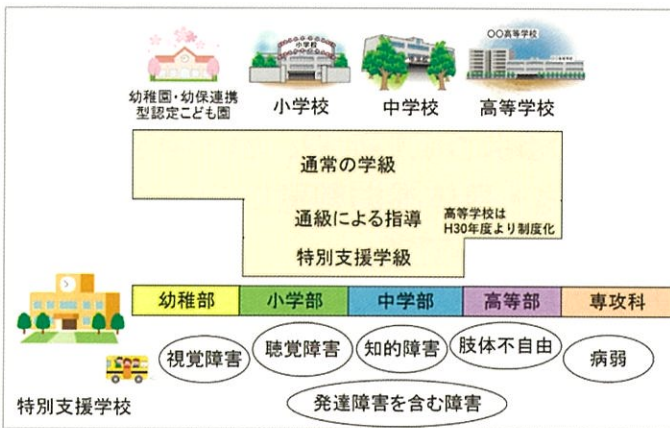 〇〇高等学校
小学校
幼稚園・幼保連携
型認定こども園
小学校
中学校
高等学校
通常の学級
通級による指導
高等学校は
H30年度より制度化
特別支援学級
幼稚部
小学部
中学部
高等部
専攻科
視覚障害
聴覚障害
知的障害
肢体不自由
病弱
特別支援学校
発達障害を含む障害